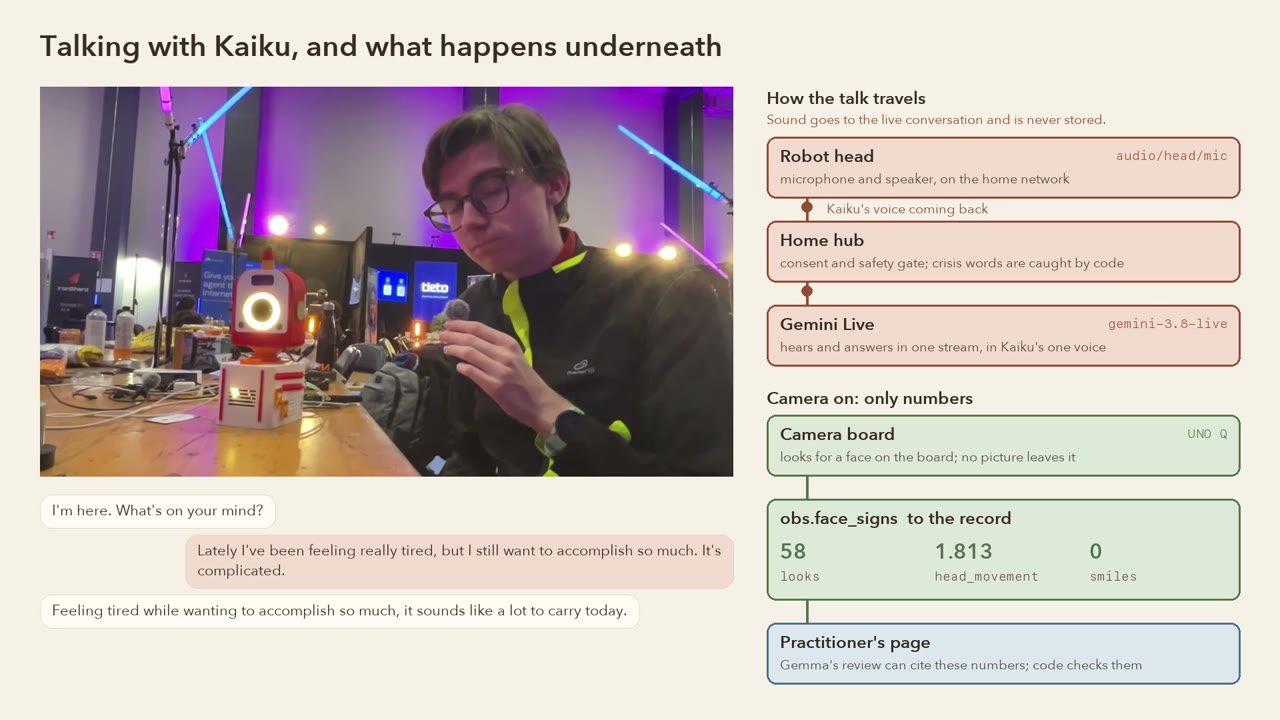 Talking with Kaiku, and what happens underneath
tieto
I'm here. What's on your mind?
Lately I've been feeling really tired, but I still want to accomplish so much. It's
complicated.
Feeling tired while wanting to accomplish so much, it sounds like a lot to carry today.
How the talk travels
Sound goes to the live conversation and is never stored.
Robot head audio/head/mic
microphone and speaker, on the home network
Kaiku's voice coming back
Home hub
consent and safety gate; crisis words are caught by code
Gemini Live gemini-3.8-live
hears and answers in one stream, in Kaiku's one voice
Camera on: only numbers
Camera board UNO Q
looks for a face on the board; no picture leaves it
obs.face_signs to the record
58 1.813 0
looks head_movement smiles
Practitioner's page
Gemma's review can cite these numbers; code checks them